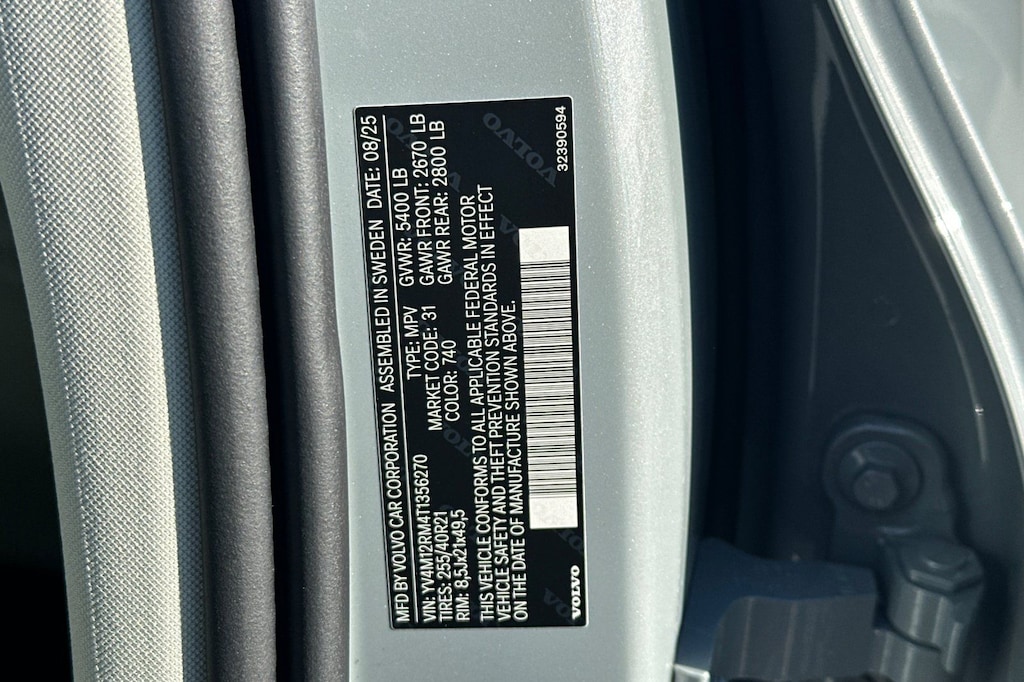 MFD BY VOLVO CAR CORPORATION ASSEMBLED IN SWEDEN DATE: 08/25
VIN: YV4M12RM4T1356270 TYPE: MPV GVWR: 5400 LB
TIRES: 255/40R21 MARKET CODE: 31 GAWR FRONT: 2670 LB
RIM: 8,5Jx21x49,5 COLOR: 740 GAWR REAR: 2800 LB
THIS VEHICLE CONFORMS TO ALL APPLICABLE FEDERAL MOTOR
VEHICLE SAFETY AND THEFT PREVENTION STANDARDS IN EFFECT
ON THE DATE OF MANUFACTURE SHOWN ABOVE.
VOLVO 32390594